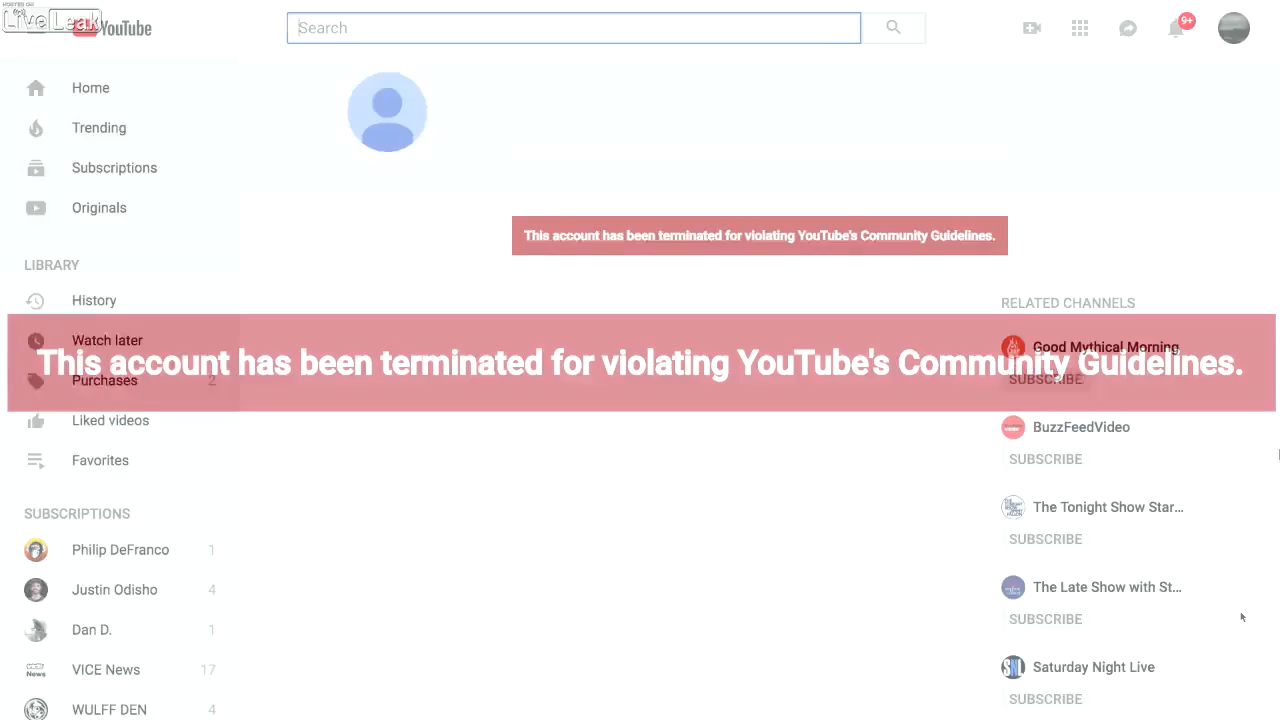 HOSTED ON
LiveLeak
YouTube
Search
9+
Home
Trending
Subscriptions
Originals
This account has been terminated for violating YouTube's Community Guidelines.
LIBRARY
History
RELATED CHANNELS
Watch later
Good Mythical Morning
This account has been terminated for violating YouTube's Community Guidelines.
Purchases 2
SUBSCRIBE
Liked videos
BuzzFeedVideo
Favorites
SUBSCRIBE
SUBSCRIPTIONS
The Tonight Show Star...
Philip DeFranco 1
SUBSCRIBE
Justin Odisho 4
The Late Show with St...
Dan D. 1
SUBSCRIBE
VICE News 17
Saturday Night Live
WULFF DEN 4
SUBSCRIBE